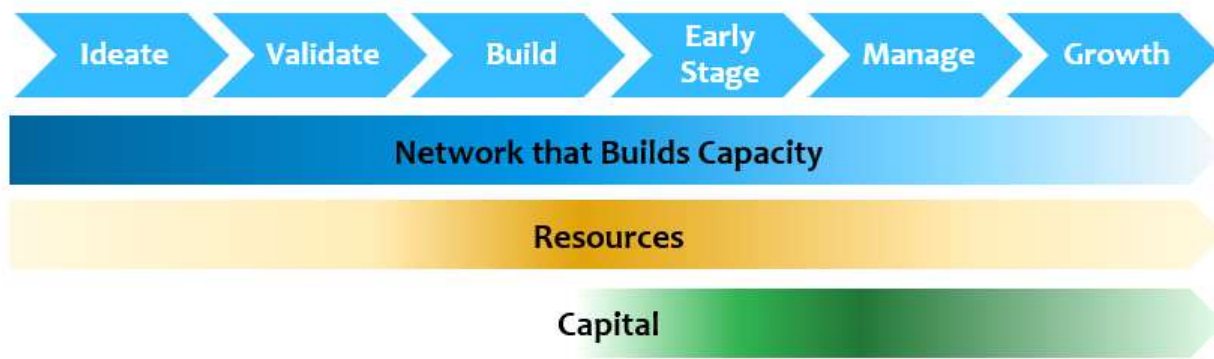 Ideate
Validate
Build
Early
Stage
Manage
Growth
Network that Builds Capacity
Resources
Capital